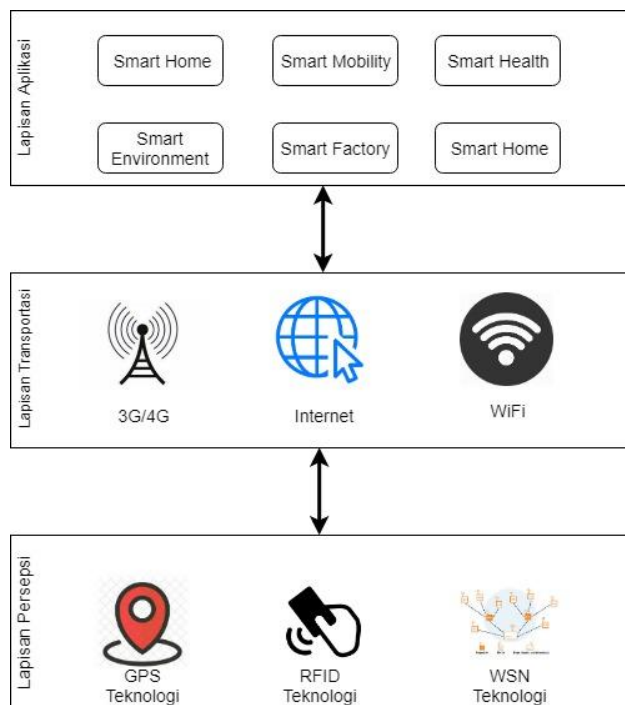 Lapisan Aplikasi
Smart Home
Smart Mobility
Smart Health
Smart
Environment
Smart Factory
Smart Home
Lapisan Transportasi
3G/4G
Internet
WiFi
Lapisan Persepsi
GPS
Teknologi
RFID
Teknologi
WSN
Teknologi